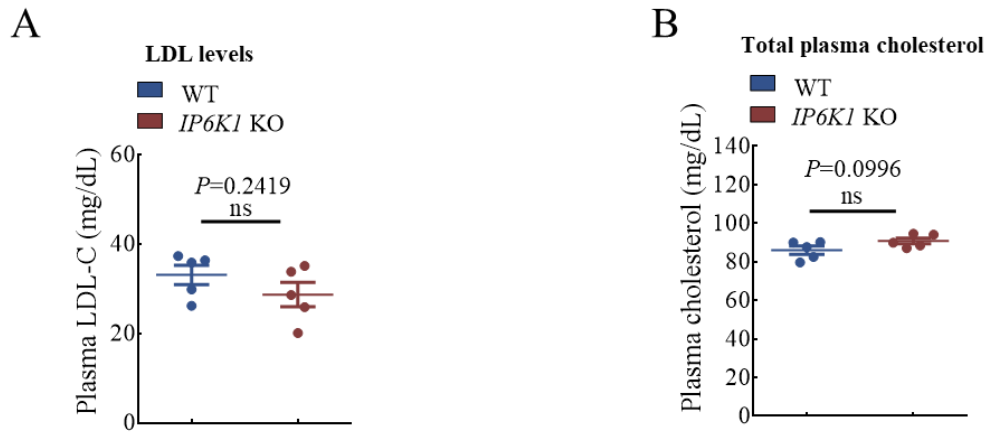 A
LDL levels
WT
IP6K1 KO
Plasma LDL-C (mg/dL)
60
40
20
0
P=0.2419
ns
B
Total plasma cholesterol
WT
IP6K1 KO
Plasma cholesterol (mg/dL)
140
120
100
80
60
40
20
0
P=0.0996
ns